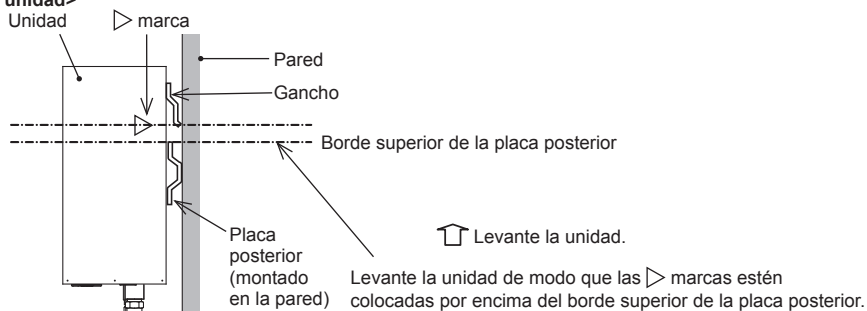 unidad>
Unidad
▷ marca
Pared
Gancho
Borde superior de la placa posterior
Placa
posterior
(montado
en la pared)
Levante la unidad.
Levante la unidad de modo que las ▷ marcas estén
colocadas por encima del borde superior de la placa posterior.